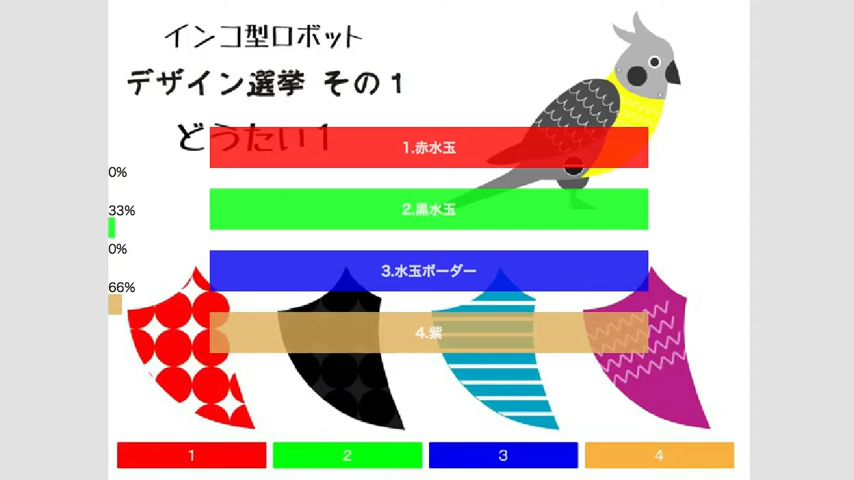 インコ型ロボット
デザイン選挙 その1
どうたい1
1.赤水玉
0%
2.黒水玉
33%
0%
3.水玉ボーダー
66%
4.紫
1
2
3
4